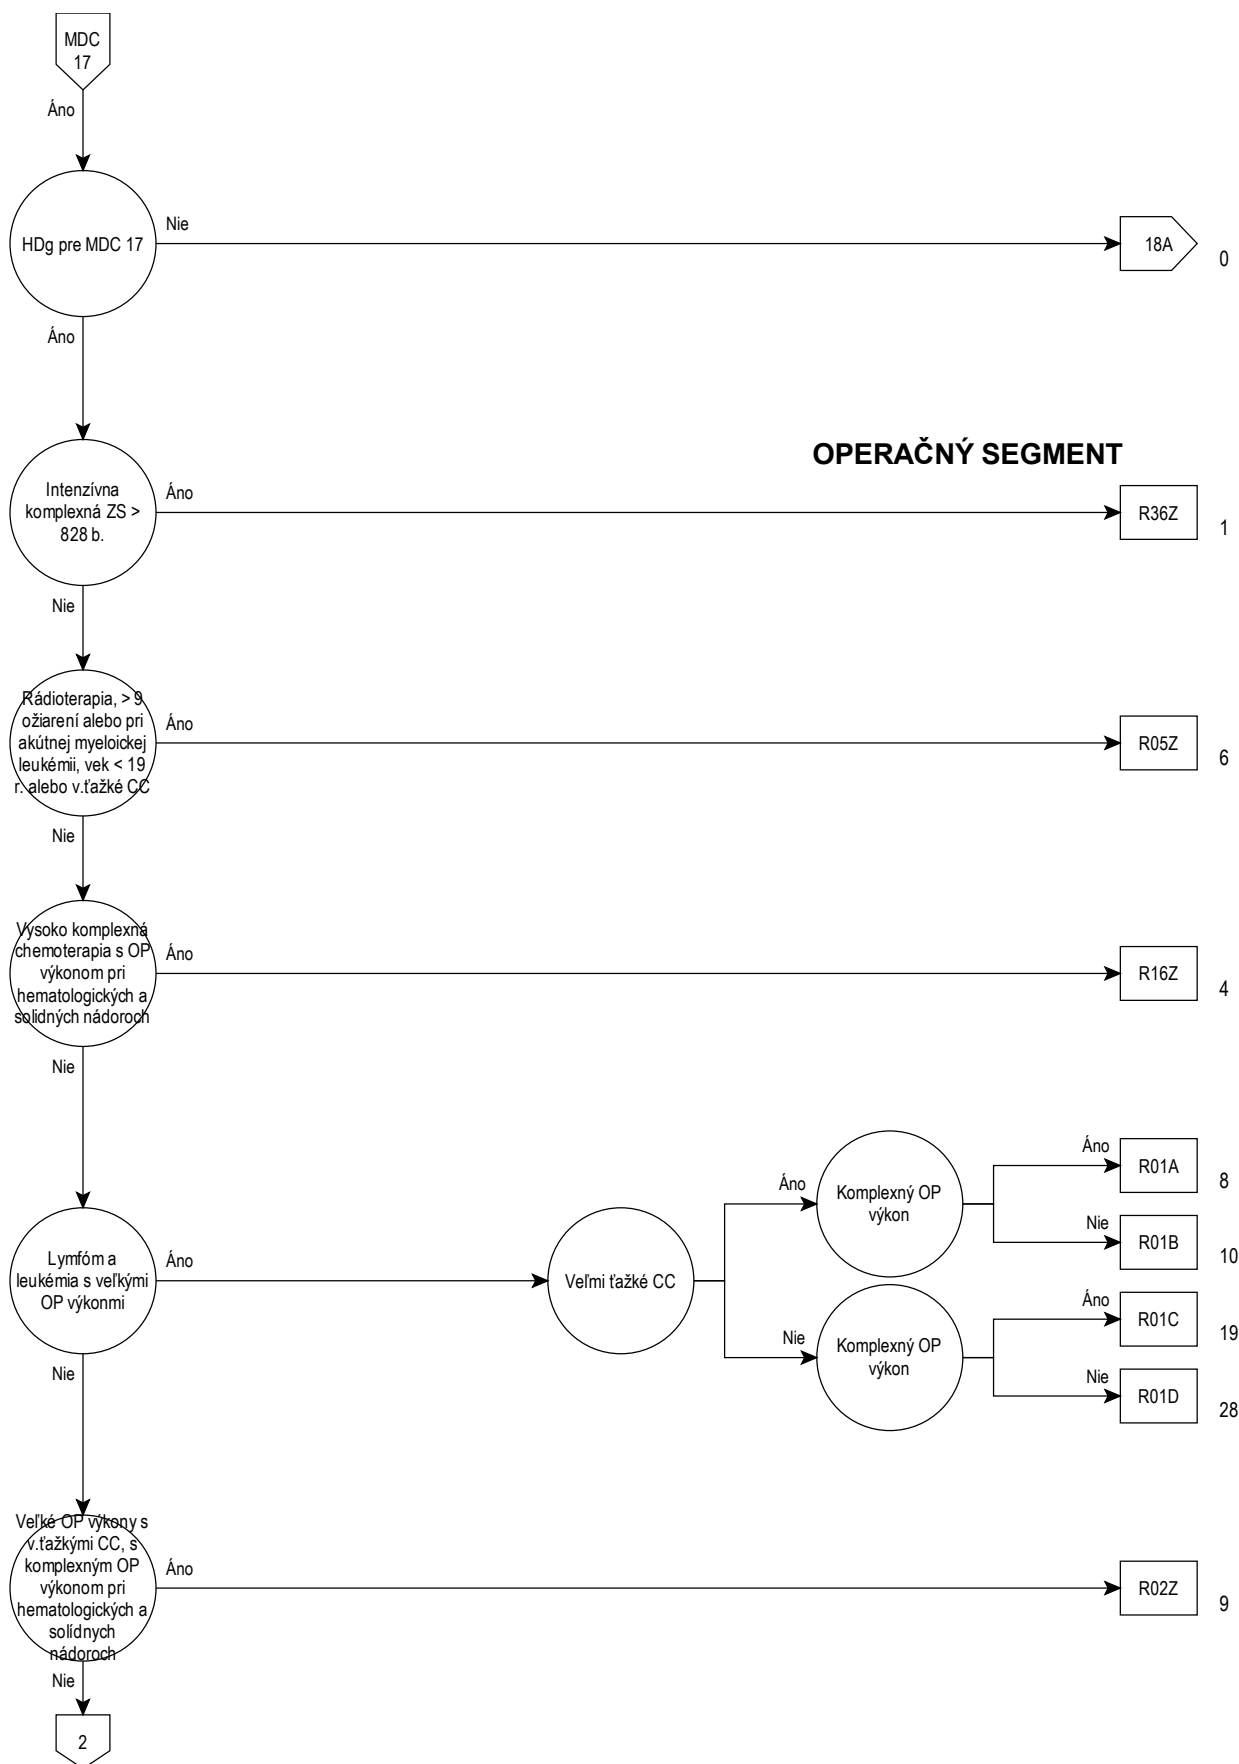 MDC
17
Áno
HDg pre MDC 17
Nie
18A
0
Áno
OPERAČNÝ SEGMENT
Intenzívna
komplexná ZS >
828 b.
Áno
R36Z
1
Nie
Rádioterapia, > 9
ožiarení alebo pri
akútnej myeloickej
leukémii, vek < 19
r. alebo v.ťažké CC
Áno
R05Z
6
Nie
Vysoko komplexná
chemoterapia s OP
výkonom pri
hematologických a
solidných nádoroch
Áno
R16Z
4
Nie
Lymfóm a
leukémia s veľkými
OP výkonmi
Áno
Veľmi ťažké CC
Áno
Komplexný OP
výkon
Áno
R01A
8
Nie
R01B
10
Nie
Komplexný OP
výkon
Áno
R01C
19
Nie
R01D
28
Nie
Veľké OP výkony s
v.ťažkými CC, s
komplexným OP
výkonom pri
hematologických a
solídnych
nádoroch
Áno
R02Z
9
Nie
2